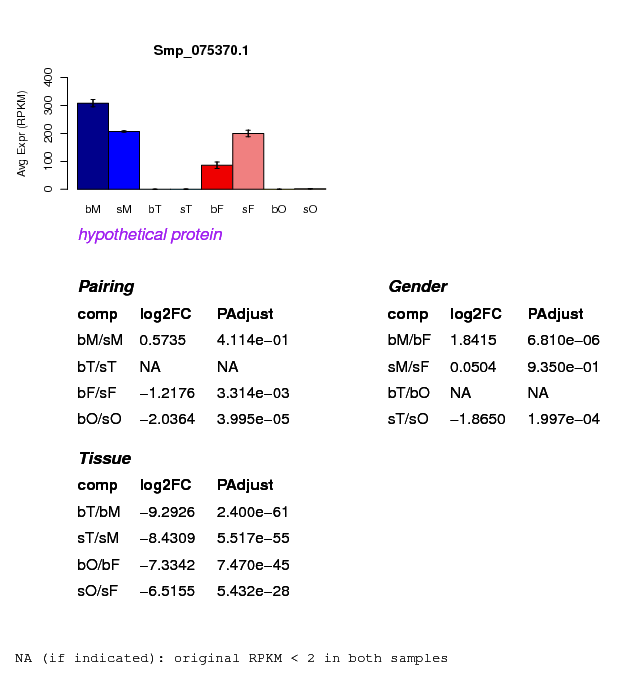 Smp_075370.1
Avg Expr (RPKM)
400
300
200
100
0
bM sM bT sT bF sF bO sO
hypothetical protein
Pairing
comp log2FC PAdjust
bM/sM 0.5735 4.114e−01
bT/sT NA NA
bF/sF −1.2176 3.314e−03
bO/sO −2.0364 3.995e−05
Gender
comp log2FC PAdjust
bM/bF 1.8415 6.810e−06
sM/sF 0.0504 9.350e−01
bT/bO NA NA
sT/sO −1.8650 1.997e−04
Tissue
comp log2FC PAdjust
bT/bM −9.2926 2.400e−61
sT/sM −8.4309 5.517e−55
bO/bF −7.3342 7.470e−45
sO/sF −6.5155 5.432e−28
NA (if indicated): original RPKM < 2 in both samples